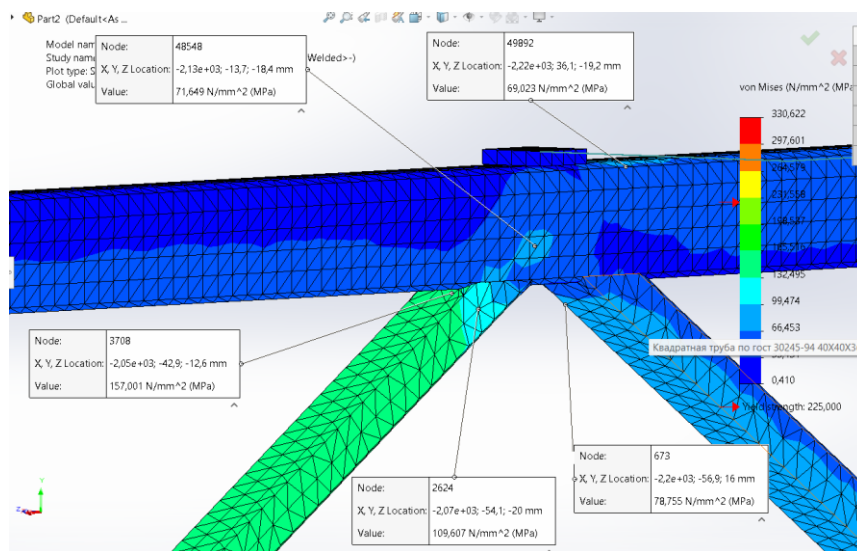 Part2 (Default<As ...
Model nam
Study name
Welded>-)
Plot type: S
Global valu
Node: 48548
X, Y, Z Location: -2,13e+03; -13,7; -18,4 mm
Value: 71,649 N/mm^2 (MPa)
Node: 49892
X, Y, Z Location: -2,22e+03; 36,1; -19,2 mm
Value: 69,023 N/mm^2 (MPa)
von Mises (N/mm^2 (MPa
330,622
297,601
264,579
231,558
198,537
132,495
99,474
66,453
0,410
Yield strength: 225,000
Node: 3708
X, Y, Z Location: -2,05e+03; -42,9; -12,6 mm
Value: 157,001 N/mm^2 (MPa)
Квадратная труба по гост 30245-94 40X40X3
Node: 2624
X, Y, Z Location: -2,07e+03; -54,1; -20 mm
Value: 109,607 N/mm^2 (MPa)
Node: 673
X, Y, Z Location: -2,2e+03; -56,9; 16 mm
Value: 78,755 N/mm^2 (MPa)